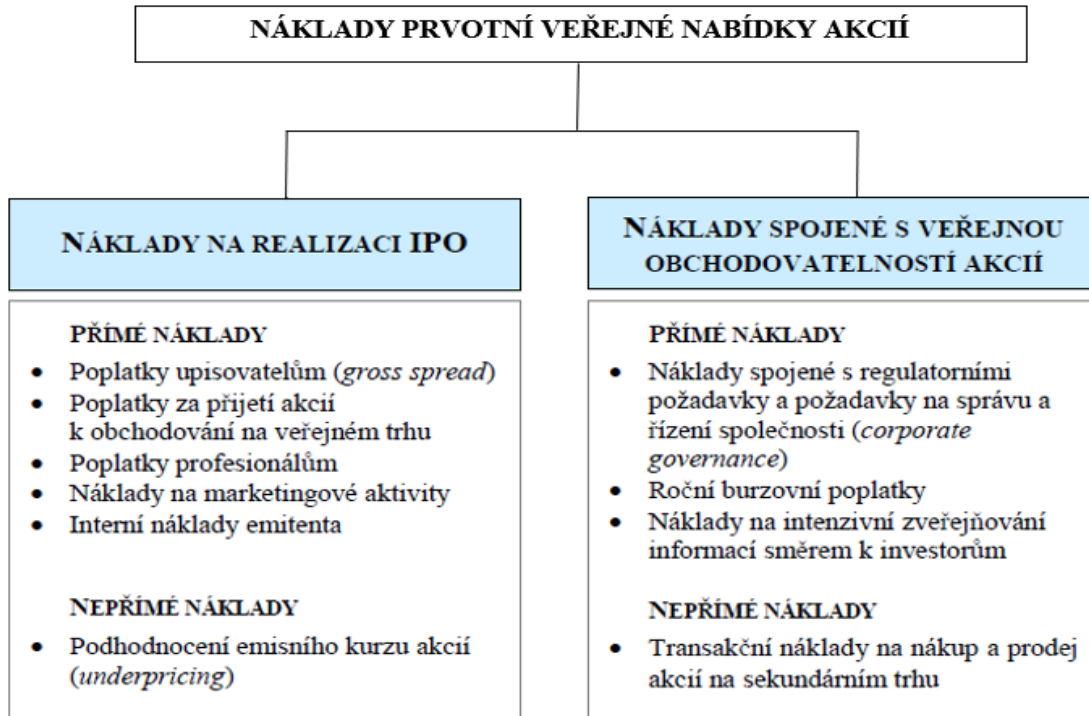 NÁKLADY PRVOTNÍ VEŘEJNÉ NABÍDKY AKCIÍ
NÁKLADY NA REALIZACI IPO
PŘÍMÉ NÁKLADY
• Poplatky upisovatelům (gross spread)
• Poplatky za přijetí akcií
k obchodování na veřejném trhu
• Poplatky profesionálům
• Náklady na marketingové aktivity
• Interní náklady emitenta
NEPŘÍMÉ NÁKLADY
• Podhodnocení emisního kurzu akcií
(underpricing)
NÁKLADY SPOJENÉ S VEŘEJNOU
OBCHODOVATELNOSTÍ AKCIÍ
PŘÍMÉ NÁKLADY
• Náklady spojené s regulatorními
požadavky a požadavky na správu a
řízení společnosti (corporate
governance)
• Roční burzovní poplatky
• Náklady na intenzivní zveřejňování
informací směrem k investorům
NEPŘÍMÉ NÁKLADY
• Transakční náklady na nákup a prodej
akcií na sekundárním trhu